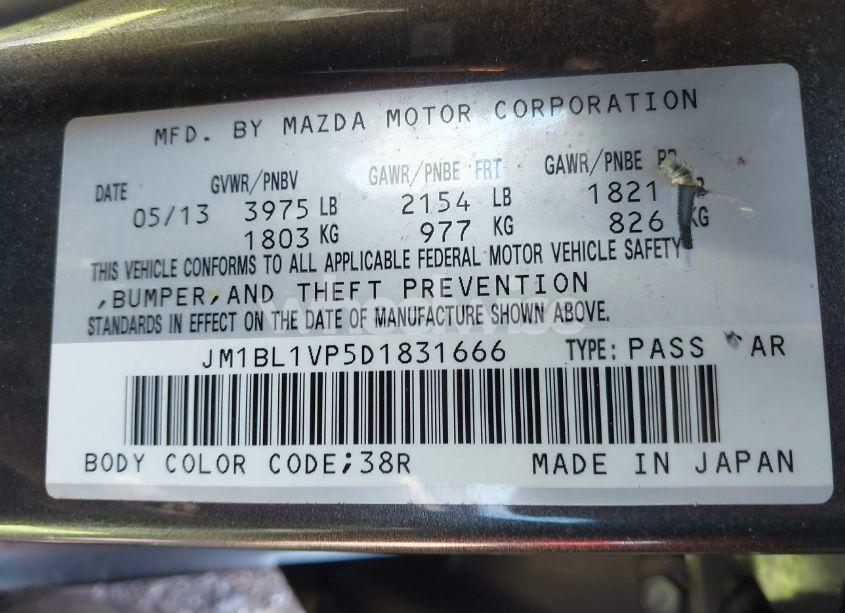 MFD. BY MAZDA MOTOR CORPORATION
DATE GVWR/PNBV GAWR/PNBE FRT GAWR/PNBE
05/13 3975 LB 2154 LB 1821
1803 KG 977 KG 826 KG
THIS VEHICLE CONFORMS TO ALL APPLICABLE FEDERAL MOTOR VEHICLE SAFETY
,BUMPER,AND THEFT PREVENTION
STANDARDS IN EFFECT ON THE DATE OF MANUFACTURE SHOWN ABOVE.
JM1BL1VP5D1831666 TYPE: PASS AR
BODY COLOR CODE;38R MADE IN JAPAN